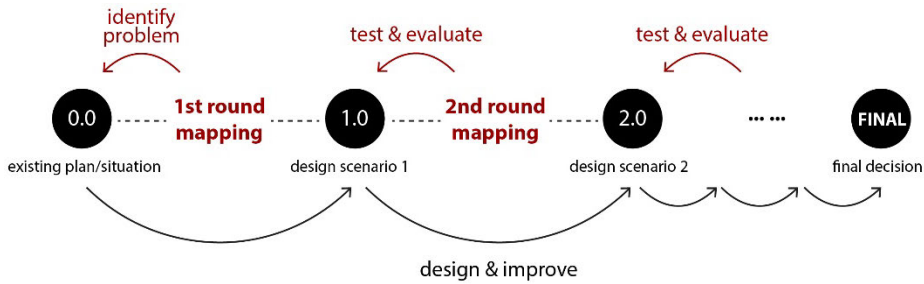 identify
problem
test & evaluate
test & evaluate
0.0
1st round
mapping
1.0
2nd round
mapping
2.0
... ...
FINAL
existing plan/situation
design scenario 1
design scenario 2
final decision
design & improve